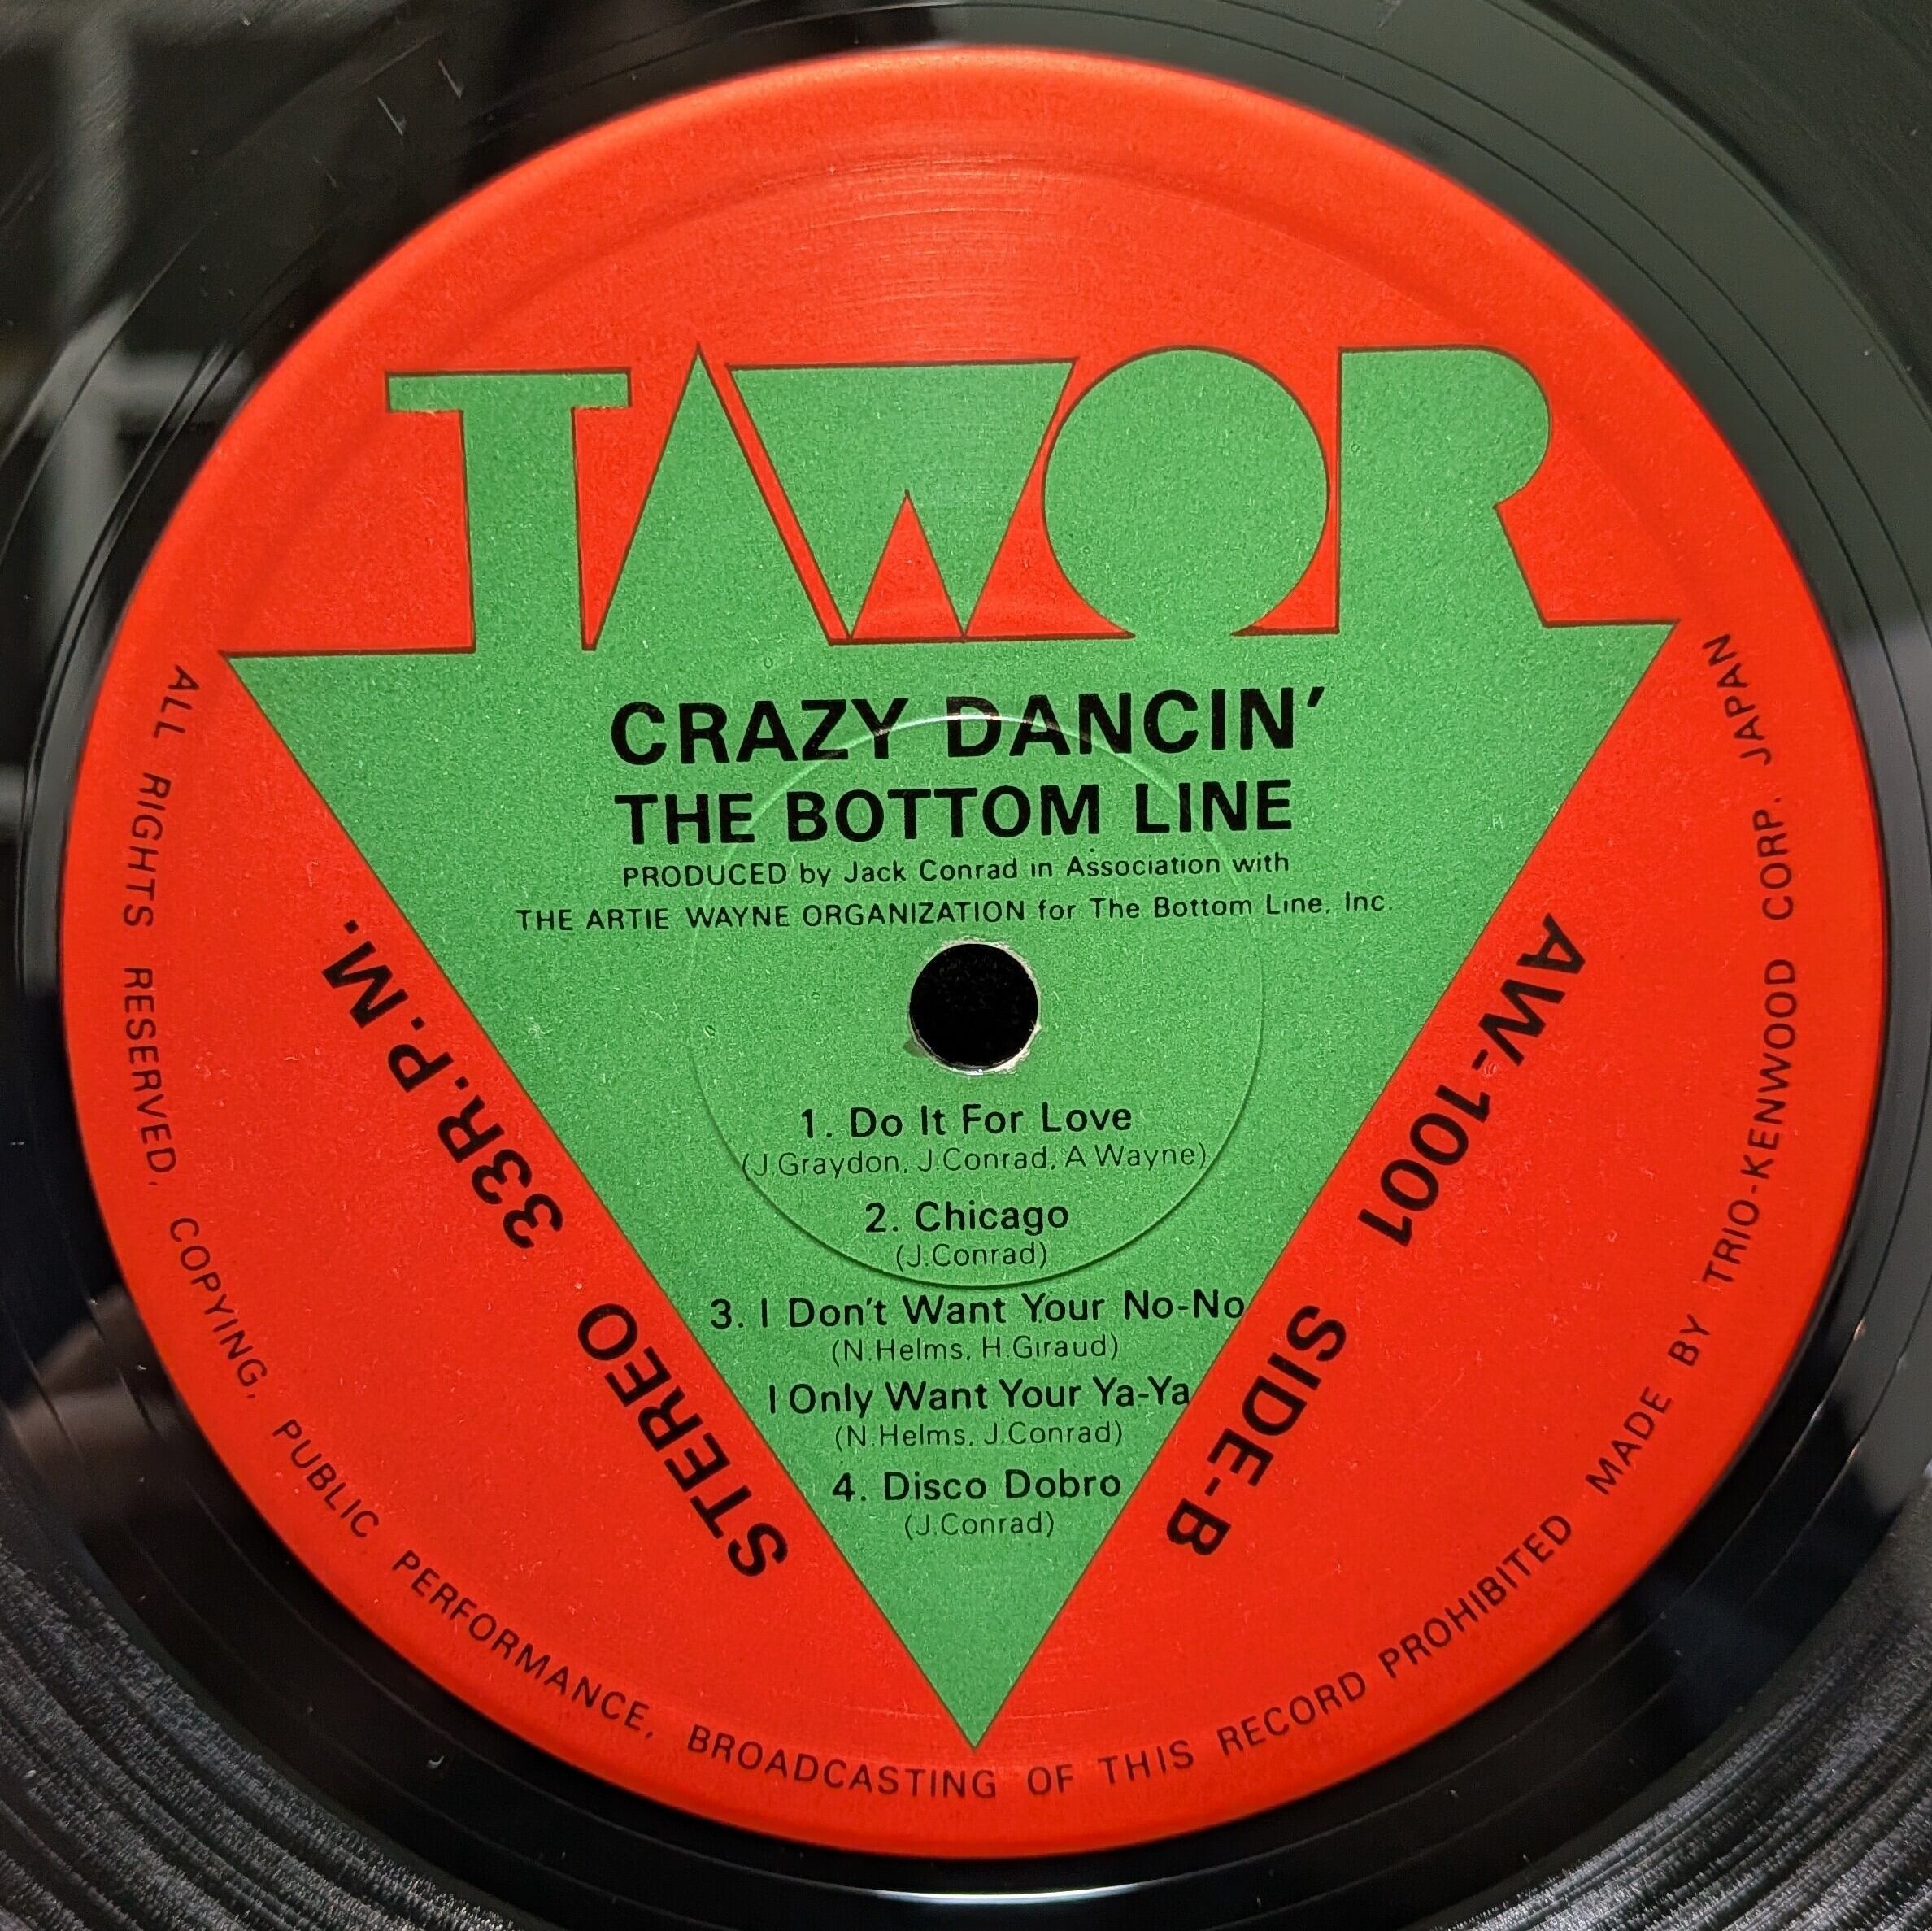 TAWOR
CRAZY DANCIN'
THE BOTTOM LINE
PRODUCED by Jack Conrad in Association with
THE ARTIE WAYNE ORGANIZATION for The Bottom Line, Inc.
1. Do It For Love
(J.Graydon, J.Conrad, A.Wayne)
2. Chicago
(J.Conrad)
3. I Don't Want Your No-No
(N.Helms, H.Giraud)
I Only Want Your Ya-Ya
(N.Helms, J.Conrad)
4. Disco Dobro
(J.Conrad)
STEREO 33R.P.M.
AW-1001 SIDE-B
ALL RIGHTS RESERVED, COPYING, PUBLIC PERFORMANCE, BROADCASTING OF THIS RECORD PROHIBITED MADE BY TRIO-KENWOOD CORP. JAPAN